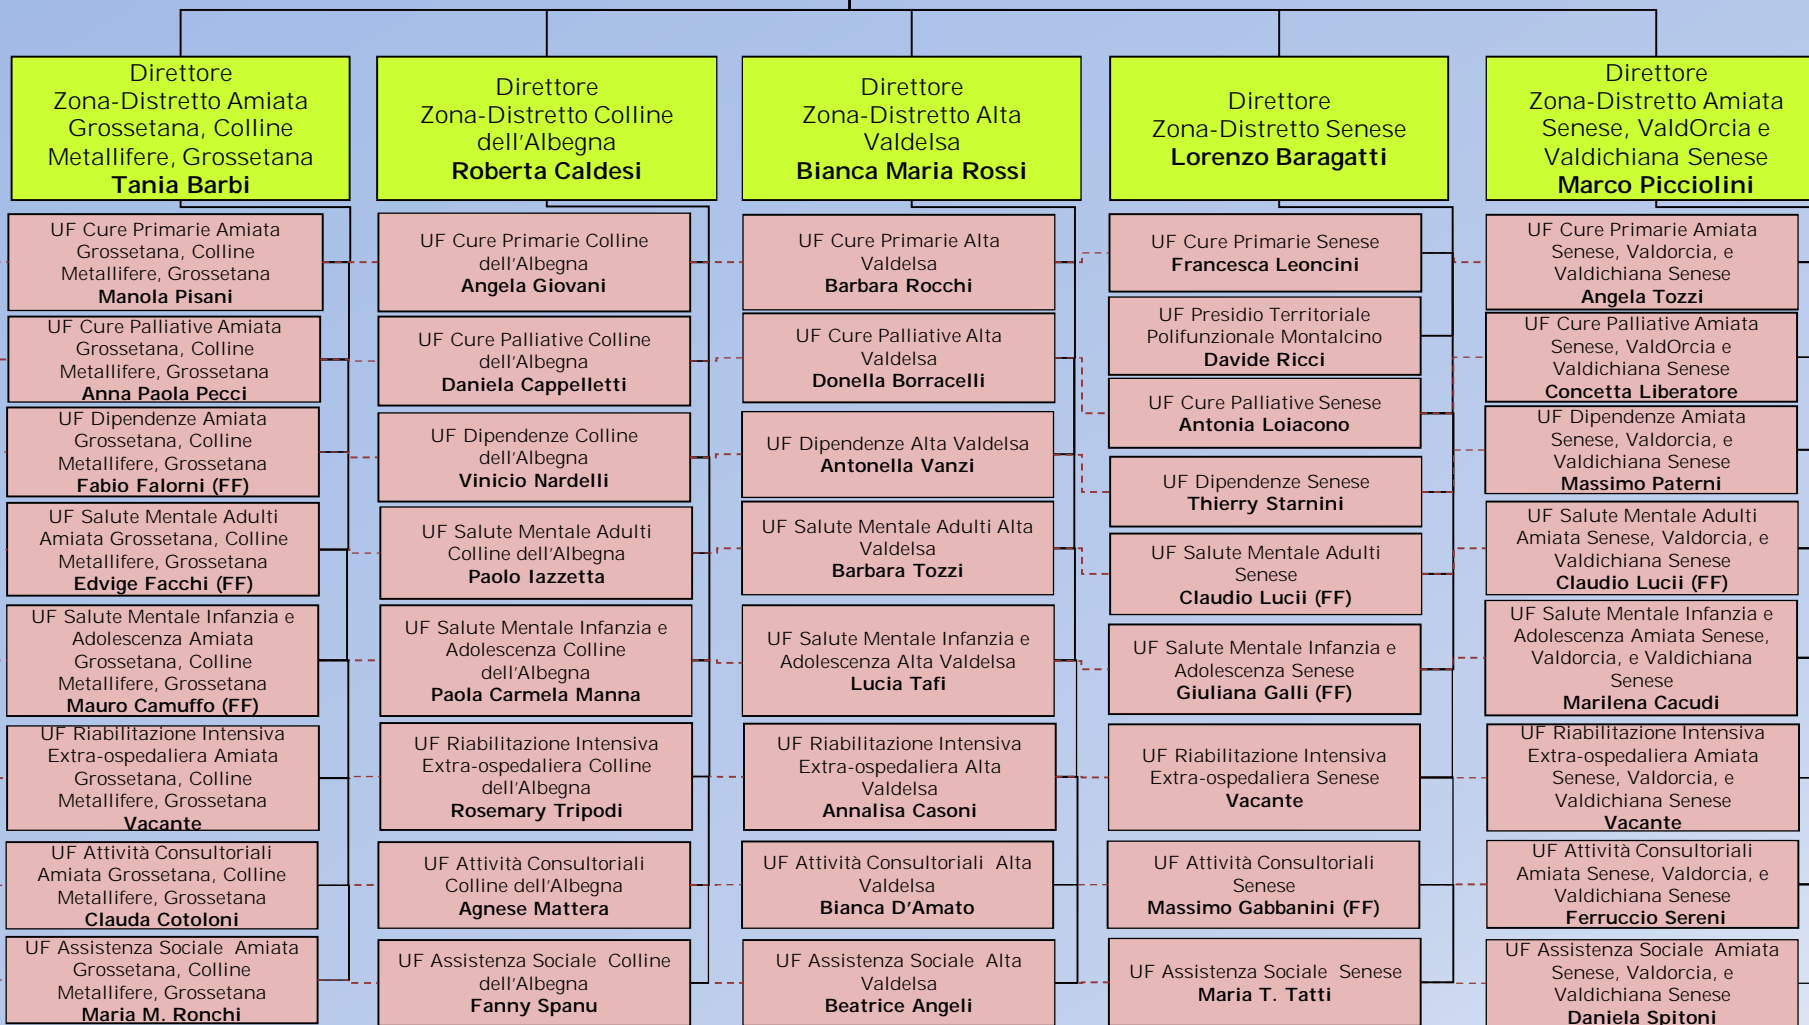 Direttore
Zona-Distretto Amiata
Grossetana, Colline
Metallifere, Grossetana
Tania Barbi
UF Cure Primarie Amiata
Grossetana, Colline
Metallifere, Grossetana
Manola Pisani
UF Cure Palliative Amiata
Grossetana, Colline
Metallifere, Grossetana
Anna Paola Pecci
UF Dipendenze Amiata
Grossetana, Colline
Metallifere, Grossetana
Fabio Falorni (FF)
UF Salute Mentale Adulti
Amiata Grossetana, Colline
Metallifere, Grossetana
Edvige Facchi (FF)
UF Salute Mentale Infanzia e
Adolescenza Amiata
Grossetana, Colline
Metallifere, Grossetana
Mauro Camuffo (FF)
UF Riabilitazione Intensiva
Extra-ospedaliera Amiata
Grossetana, Colline
Metallifere, Grossetana
Vacante
UF Attività Consultoriali
Amiata Grossetana, Colline
Metallifere, Grossetana
Clauda Cotoloni
UF Assistenza Sociale Amiata
Grossetana, Colline
Metallifere, Grossetana
Maria M. Ronchi
Direttore
Zona-Distretto Colline
dell'Albegna
Roberta Caldesi
UF Cure Primarie Colline
dell'Albegna
Angela Giovani
UF Cure Palliative Colline
dell'Albegna
Daniela Cappelletti
UF Dipendenze Colline
dell'Albegna
Vinicio Nardelli
UF Salute Mentale Adulti
Colline dell'Albegna
Paolo Iazzetta
UF Salute Mentale Infanzia e
Adolescenza Colline
dell'Albegna
Paola Carmela Manna
UF Riabilitazione Intensiva
Extra-ospedaliera Colline
dell'Albegna
Rosemary Tripodi
UF Attività Consultoriali
Colline dell'Albegna
Agnese Mattera
UF Assistenza Sociale Colline
dell'Albegna
Fanny Spanu
Direttore
Zona-Distretto Alta
Valdelsa
Bianca Maria Rossi
UF Cure Primarie Alta
Valdelsa
Barbara Rocchi
UF Cure Palliative Alta
Valdelsa
Donella Borracelli
UF Dipendenze Alta Valdelsa
Antonella Vanzi
UF Salute Mentale Adulti Alta
Valdelsa
Barbara Tozzi
UF Salute Mentale Infanzia e
Adolescenza Alta Valdelsa
Lucia Tafi
UF Riabilitazione Intensiva
Extra-ospedaliera Alta
Valdelsa
Annalisa Casoni
UF Attività Consultoriali Alta
Valdelsa
Bianca D'Amato
UF Assistenza Sociale Alta
Valdelsa
Beatrice Angeli
Direttore
Zona-Distretto Senese
Lorenzo Baragatti
UF Cure Primarie Senese
Francesca Leoncini
UF Presidio Territoriale
Polifunzionale Montalcino
Davide Ricci
UF Cure Palliative Senese
Antonia Loiacono
UF Dipendenze Senese
Thierry Starnini
UF Salute Mentale Adulti
Senese
Claudio Lucii (FF)
UF Salute Mentale Infanzia e
Adolescenza Senese
Giuliana Galli (FF)
UF Riabilitazione Intensiva
Extra-ospedaliera Senese
Vacante
UF Attività Consultoriali
Senese
Massimo Gabbanini (FF)
UF Assistenza Sociale Senese
Maria T. Tatti
Direttore
Zona-Distretto Amiata
Senese, ValdOrcia e
Valdichiana Senese
Marco Picciolini
UF Cure Primarie Amiata
Senese, Valdorcia, e
Valdichiana Senese
Angela Tozzi
UF Cure Palliative Amiata
Senese, ValdOrcia e
Valdichiana Senese
Concetta Liberatore
UF Dipendenze Amiata
Senese, Valdorcia, e
Valdichiana Senese
Massimo Paterni
UF Salute Mentale Adulti
Amiata Senese, Valdorcia, e
Valdichiana Senese
Claudio Lucii (FF)
UF Salute Mentale Infanzia e
Adolescenza Amiata Senese,
Valdorcia, e Valdichiana
Senese
Marilena Cacudi
UF Riabilitazione Intensiva
Extra-ospedaliera Amiata
Senese, Valdorcia, e
Valdichiana Senese
Vacante
UF Attività Consultoriali
Amiata Senese, Valdorcia, e
Valdichiana Senese
Ferruccio Sereni
UF Assistenza Sociale Amiata
Senese, Valdorcia, e
Valdichiana Senese
Daniela Spitoni